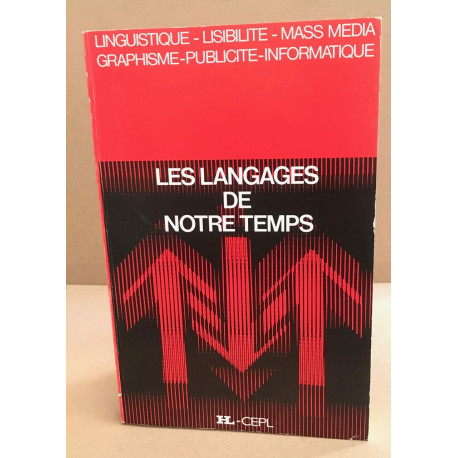 LINGUISTIQUE - LISIBILITE - MASS MEDIA
GRAPHISME-PUBLICITE-INFORMATIQUE
LES LANGAGES
DE
NOTRE TEMPS
HL-CEPL